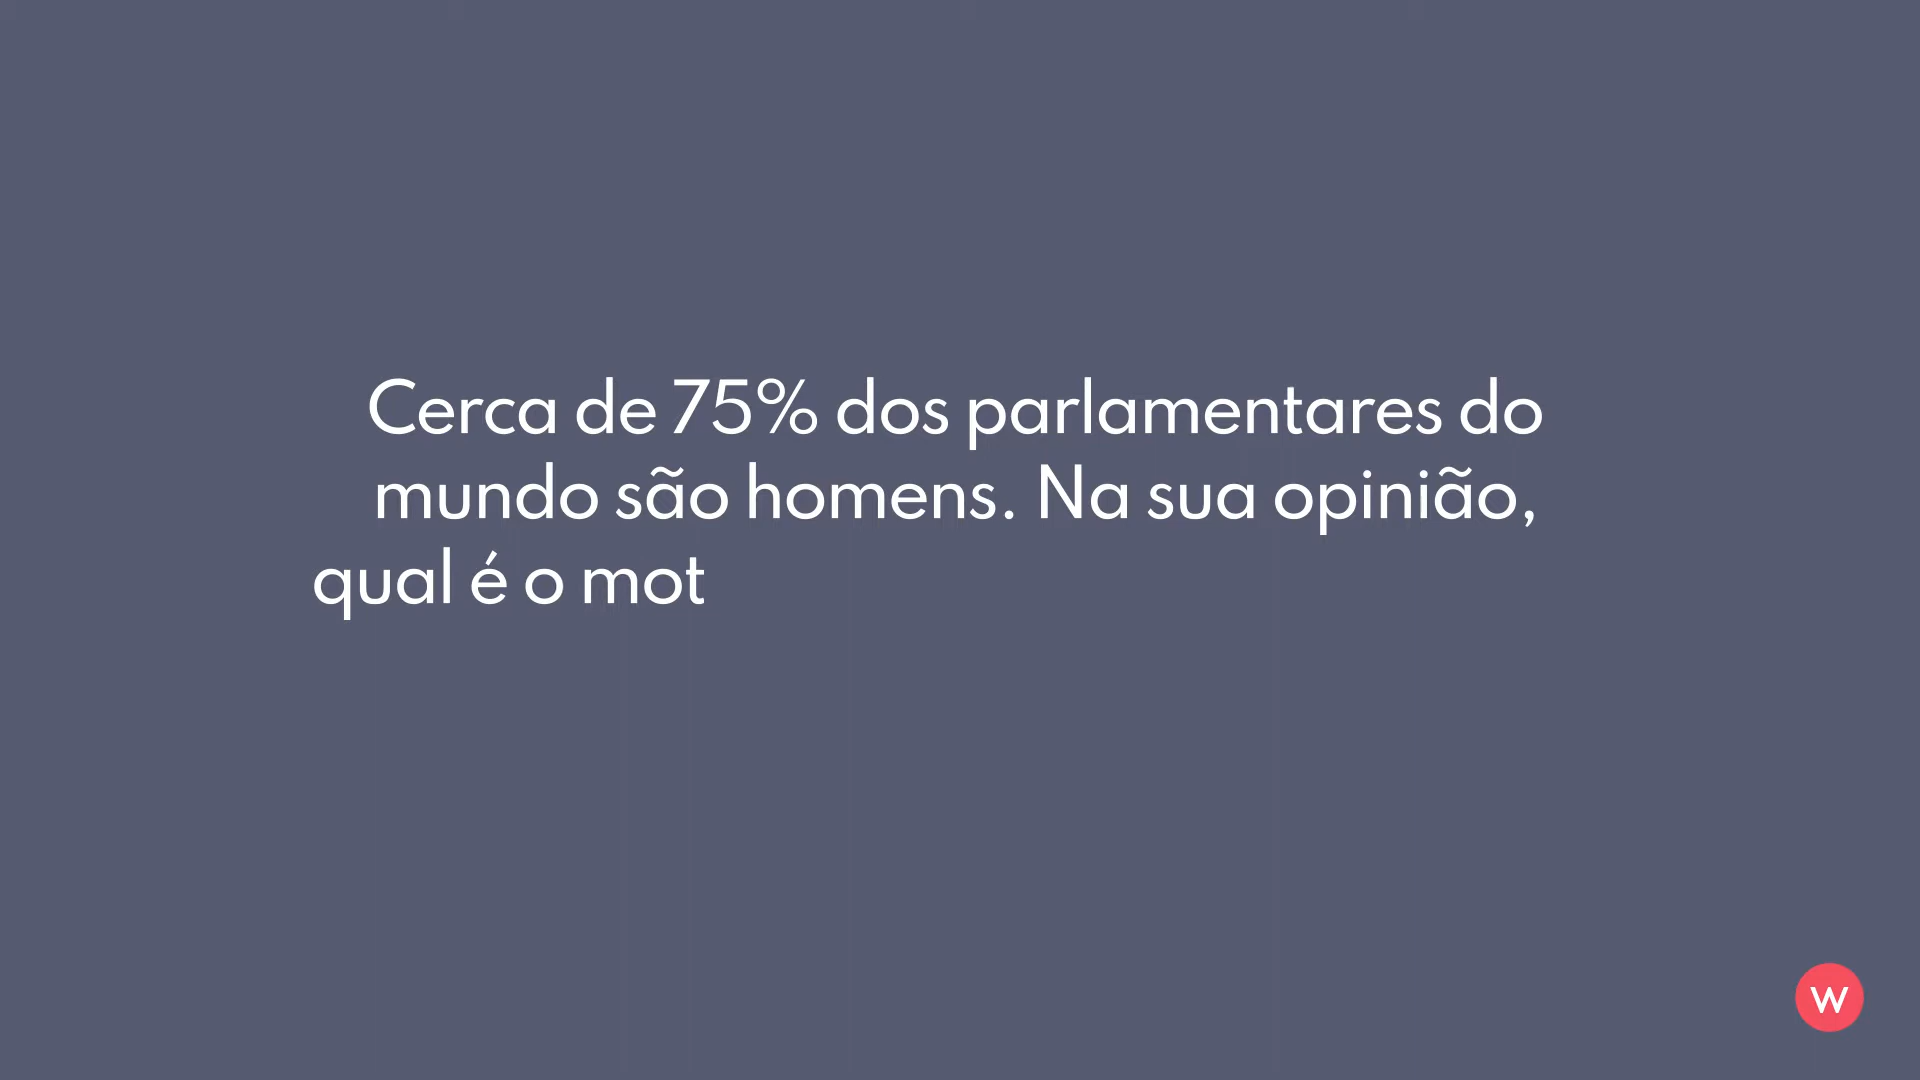 Cerca de 75% dos parlamentares do
mundo são homens. Na sua opinião,
qual é o mot
W